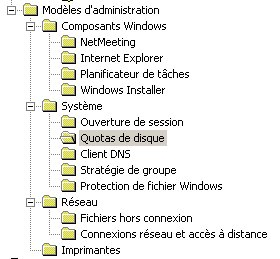 Modèles d'administration
Composants Windows
NetMeeting
Internet Explorer
Planificateur de tâches
Windows Installer
Système
Ouverture de session
Quotas de disque
Client DNS
Stratégie de groupe
Protection de fichier Windows
Réseau
Fichiers hors connexion
Connexions réseau et accès à distance
Imprimantes